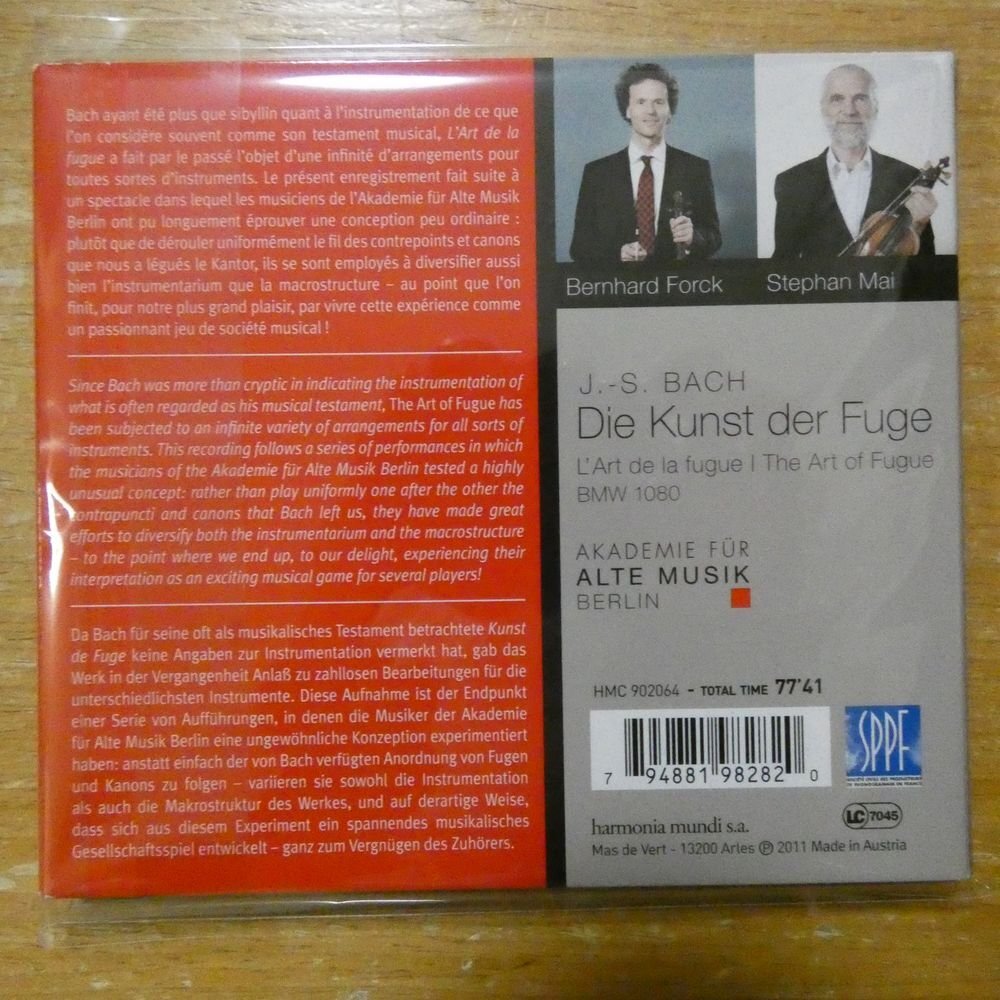 Bach ayant été plus que sibyllin quant à l'instrumentation de ce que
l'on considère souvent comme son testament musical, L'Art de la
fugue a fait par le passé l'objet d'une infinité d'arrangements pour
toutes sortes d'instruments. Le présent enregistrement fait suite à
un spectacle dans lequel les musiciens de l'Akademie für Alte Musik
Berlin ont pu longuement éprouver une conception peu ordinaire :
plutôt que de dérouler uniformément le fil des contrepoints et canons
que nous a légués le Kantor, ils se sont employés à diversifier aussi
bien l'instrumentarium que la macrostructure – au point que l'on
finit, pour notre plus grand plaisir, par vivre cette expérience comme
un passionnant jeu de société musical !
Since Bach was more than cryptic in indicating the instrumentation of
what is often regarded as his musical testament, The Art of Fugue has
been subjected to an infinite variety of arrangements for all sorts of
instruments. This recording follows a series of performances in which
the musicians of the Akademie für Alte Musik Berlin tested a highly
unusual concept: rather than play uniformly one after the other the
contrapuncti and canons that Bach left us, they have made great
efforts to diversify both the instrumentarium and the macrostructure
– to the point where we end up, to our delight, experiencing their
interpretation as an exciting musical game for several players!
Da Bach für seine oft als musikalisches Testament betrachtete Kunst
de Fuge keine Angaben zur Instrumentation vermerkt hat, gab das
Werk in der Vergangenheit Anlaß zu zahllosen Bearbeitungen für die
unterschiedlichsten Instrumente. Diese Aufnahme ist der Endpunkt
einer Serie von Aufführungen, in denen die Musiker der Akademie
für Alte Musik Berlin eine ungewöhnliche Konzeption experimentiert
haben: anstatt einfach der von Bach verfügten Anordnung von Fugen
und Kanons zu folgen – variieren sie sowohl die Instrumentation
als auch die Makrostruktur des Werkes, und auf derartige Weise,
dass sich aus diesem Experiment ein spannendes musikalisches
Gesellschaftsspiel entwickelt – ganz zum Vergnügen des Zuhörers.
Bernhard Forck
Stephan Mai
J.-S. BACH
Die Kunst der Fuge
L'Art de la fugue | The Art of Fugue
BMW 1080
AKADEMIE FÜR
ALTE MUSIK
BERLIN
HMC 902064 - TOTAL TIME 77'41
7 94881 98282 0
SPPF
SOCIÉTÉ CIVILE DES PRODUCTEURS
DE PHONOGRAMMES EN FRANCE
LC 7045
harmonia mundi s.a.
Mas de Vert - 13200 Arles ℗ 2011 Made in Austria